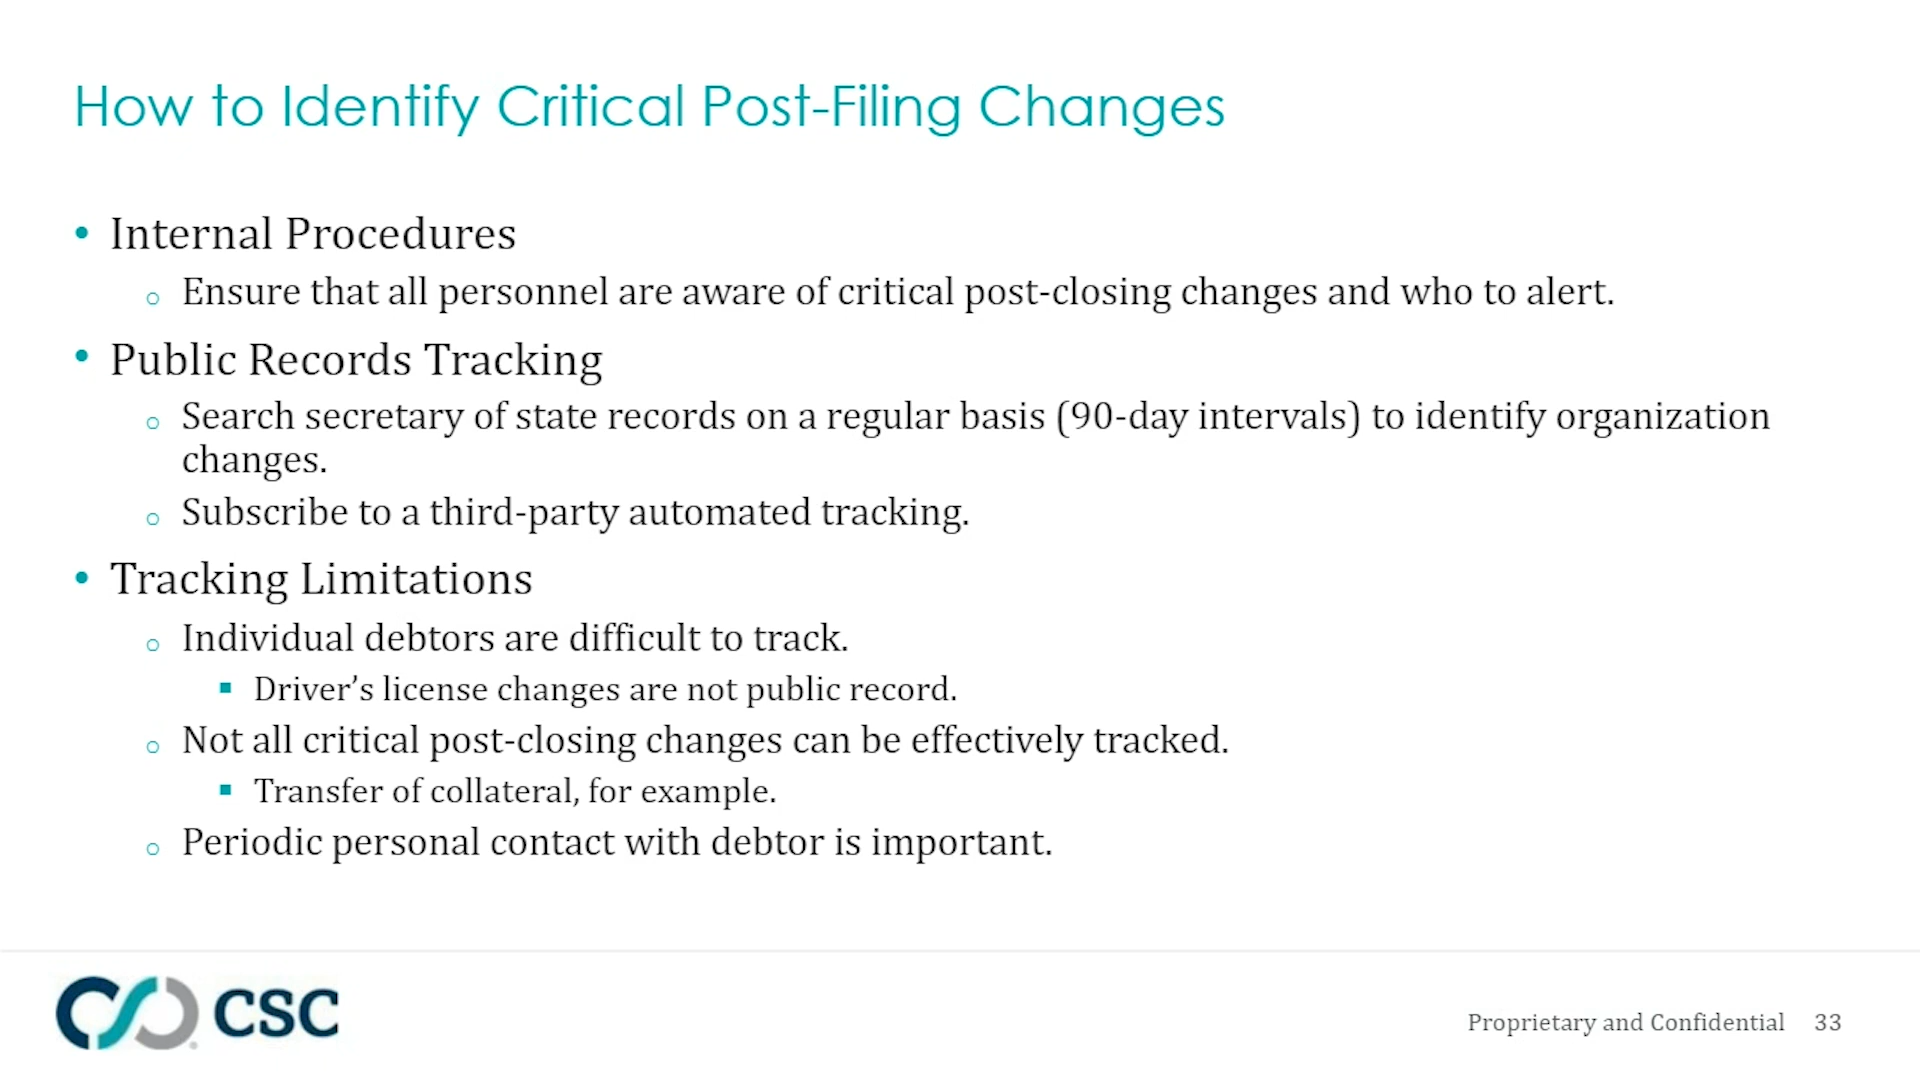 How to Identify Critical Post-Filing Changes
• Internal Procedures
o Ensure that all personnel are aware of critical post-closing changes and who to alert.
• Public Records Tracking
o Search secretary of state records on a regular basis (90-day intervals) to identify organization
changes.
o Subscribe to a third-party automated tracking.
• Tracking Limitations
o Individual debtors are difficult to track.
▪ Driver’s license changes are not public record.
o Not all critical post-closing changes can be effectively tracked.
▪ Transfer of collateral, for example.
o Periodic personal contact with debtor is important.
CSC
Proprietary and Confidential 33